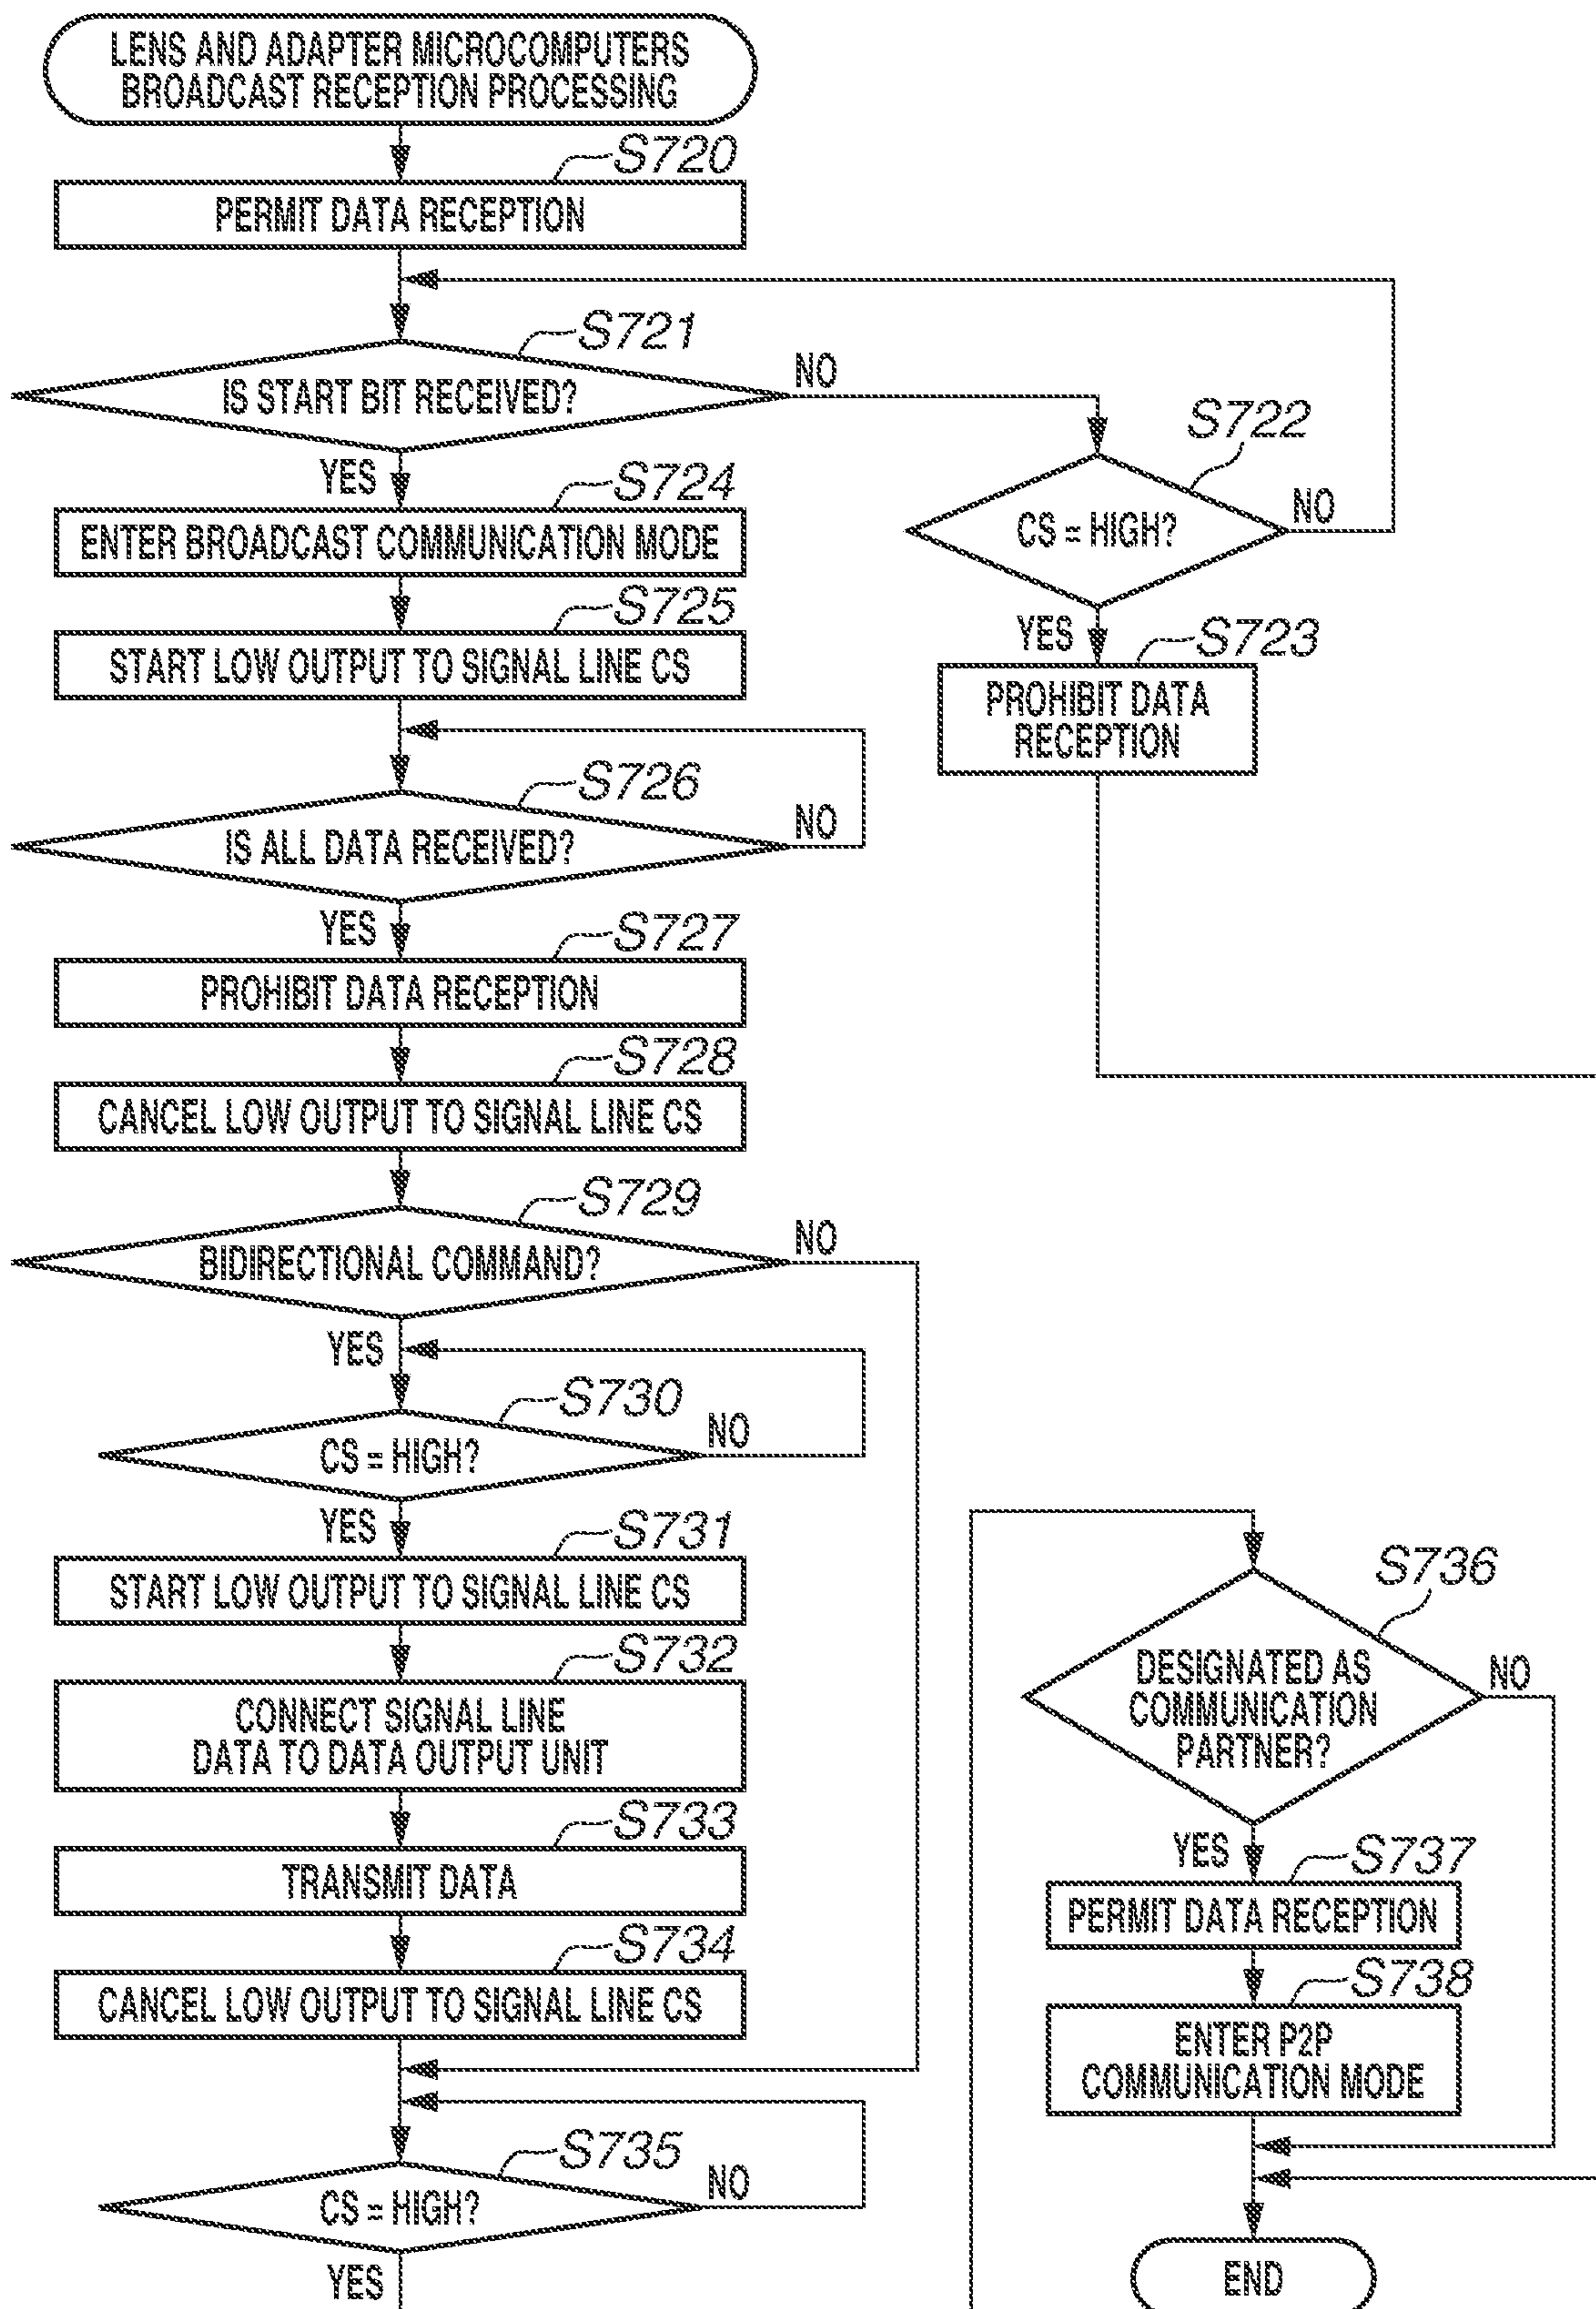 LENS AND ADAPTER MICROCOMPUTERS
BROADCAST RECEPTION PROCESSING
S720
PERMIT DATA RECEPTION
S721
IS START BIT RECEIVED?
NO
YES
S722
CS = HIGH?
NO
YES
S723
PROHIBIT DATA
RECEPTION
S724
ENTER BROADCAST COMMUNICATION MODE
S725
START LOW OUTPUT TO SIGNAL LINE CS
S726
IS ALL DATA RECEIVED?
NO
YES
S727
PROHIBIT DATA RECEPTION
S728
CANCEL LOW OUTPUT TO SIGNAL LINE CS
S729
BIDIRECTIONAL COMMAND?
NO
YES
S730
CS = HIGH?
NO
YES
S731
START LOW OUTPUT TO SIGNAL LINE CS
S732
CONNECT SIGNAL LINE
DATA TO DATA OUTPUT UNIT
S733
TRANSMIT DATA
S734
CANCEL LOW OUTPUT TO SIGNAL LINE CS
S735
CS = HIGH?
NO
YES
S736
DESIGNATED AS
COMMUNICATION
PARTNER?
NO
YES
S737
PERMIT DATA RECEPTION
S738
ENTER P2P
COMMUNICATION MODE
END